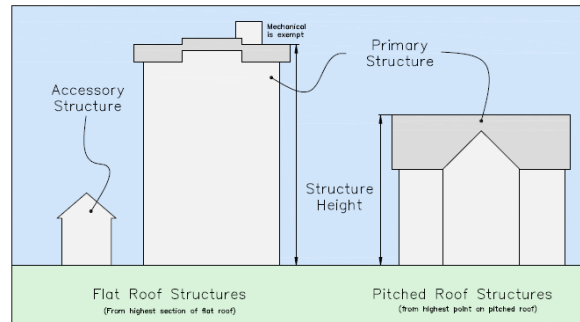 Mechanical
is exempt
Primary
Structure
Accessory
Structure
Structure
Height
Flat Roof Structures
(From highest section of flat roof)
Pitched Roof Structures
(from highest point on pitched roof)